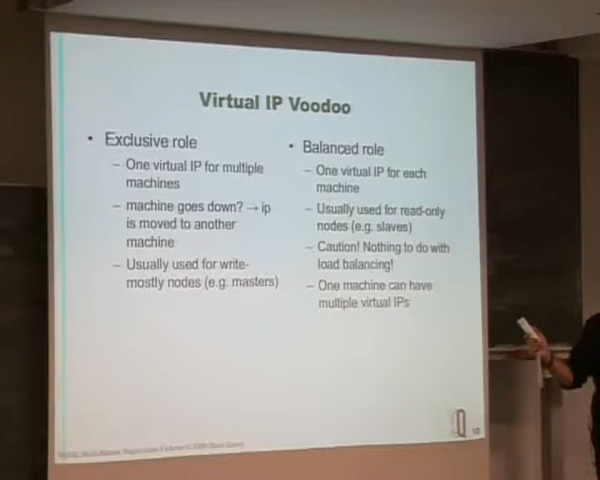 Virtual IP Voodoo
• Exclusive role
– One virtual IP for multiple
machines
– machine goes down? → ip
is moved to another
machine
– Usually used for write-
mostly nodes (e.g. masters)
• Balanced role
– One virtual IP for each
machine
– Usually used for read-only
nodes (e.g. slaves)
– Caution! Nothing to do with
load balancing!
– One machine can have
multiple virtual IPs